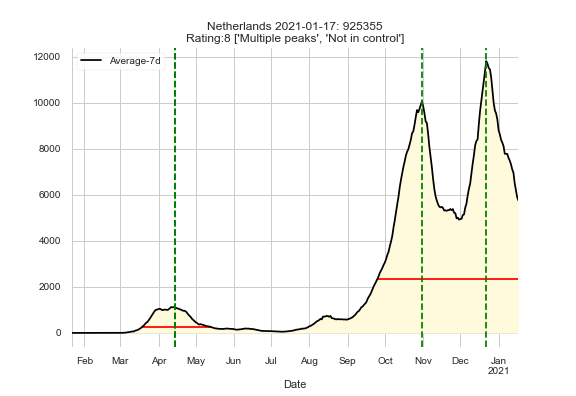 Netherlands 2021-01-17: 925355
Rating:8 ['Multiple peaks', 'Not in control']
12000
Average-7d
10000
8000
6000
4000
2000
0
Feb Mar Apr May Jun Jul Aug Sep Oct Nov Dec Jan
2021
Date